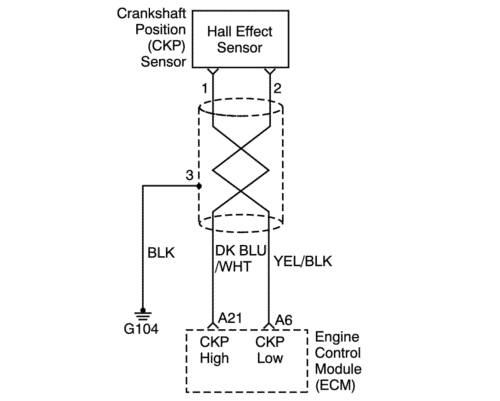 Crankshaft
Position
(CKP)
Sensor
Hall Effect
Sensor
1
2
3
BLK
DK BLU
/WHT
YEL/BLK
G104
A21
A6
CKP
High
CKP
Low
Engine
Control
Module
(ECM)